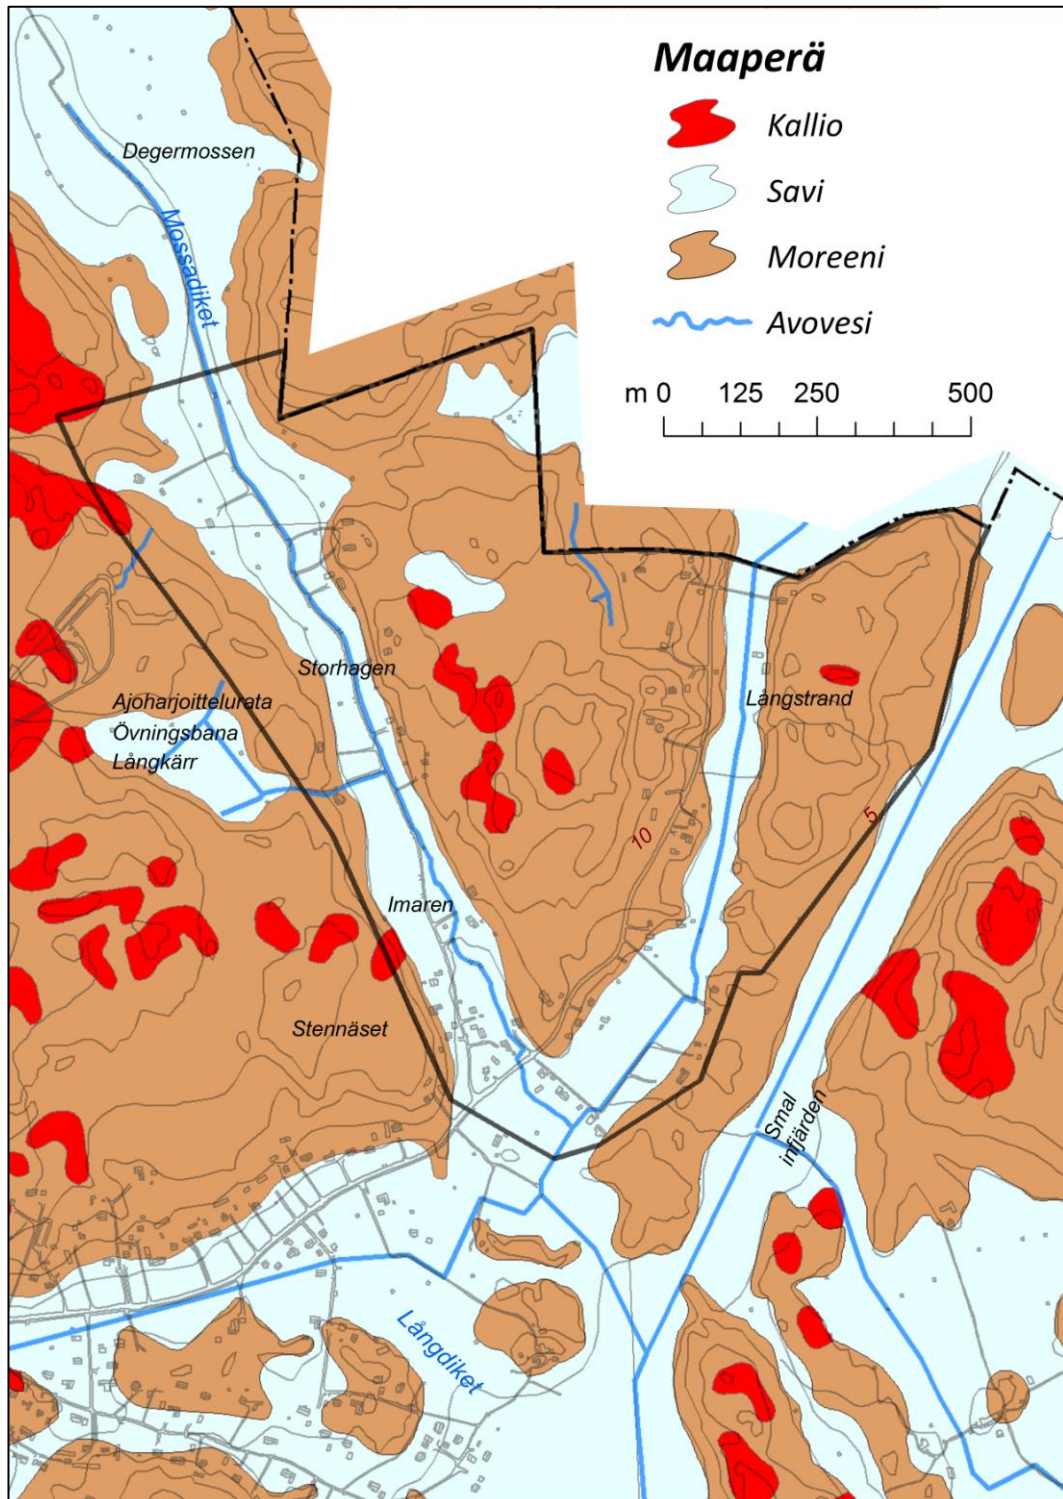 Maaperä
Kallio
Savi
Moreeni
Avovesi
m 0 125 250 500
Degermossen
Mossadiket
Storhagen
Ajoharjoittelurata
Övningsbana
Långkärr
Långstrand
5
10
Imaren
Stennäset
Smal
infjärden
Långdiket